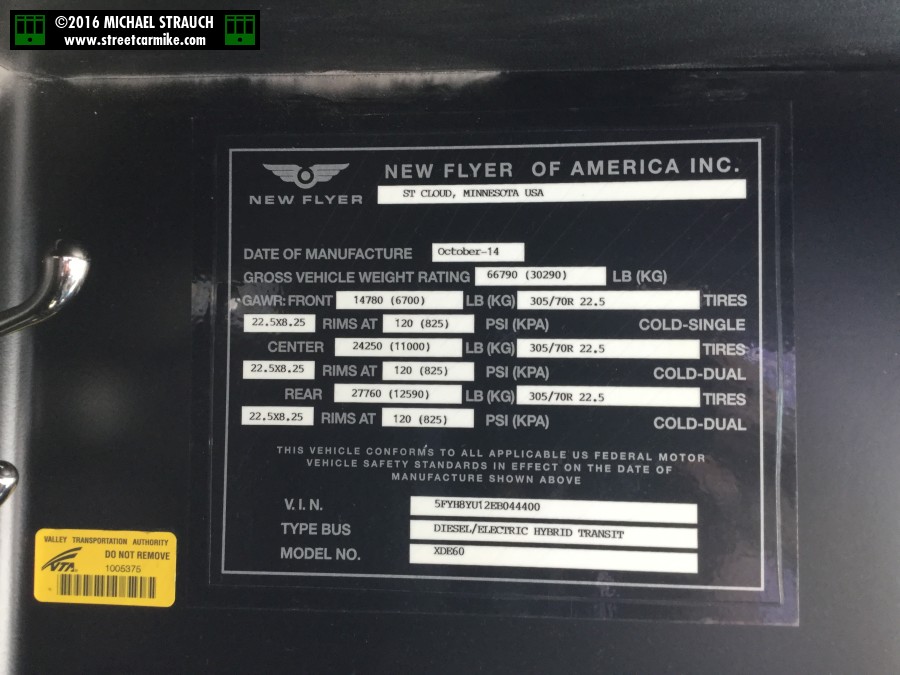 ©2016 MICHAEL STRAUCH
www.streetcarmike.com
NEW FLYER
NEW FLYER OF AMERICA INC.
ST CLOUD, MINNESOTA USA
DATE OF MANUFACTURE October-14
GROSS VEHICLE WEIGHT RATING 66790 (30290) LB (KG)
GAWR: FRONT 14780 (6700) LB (KG) 305/70R 22.5 TIRES
22.5X8.25 RIMS AT 120 (825) PSI (KPA) COLD-SINGLE
CENTER 24250 (11000) LB (KG) 305/70R 22.5 TIRES
22.5X8.25 RIMS AT 120 (825) PSI (KPA) COLD-DUAL
REAR 27760 (12590) LB (KG) 305/70R 22.5 TIRES
22.5X8.25 RIMS AT 120 (825) PSI (KPA) COLD-DUAL
THIS VEHICLE CONFORMS TO ALL APPLICABLE US FEDERAL MOTOR
VEHICLE SAFETY STANDARDS IN EFFECT ON THE DATE OF
MANUFACTURE SHOWN ABOVE
V.I.N. 5FYH8YU12EB044400
TYPE BUS DIESEL/ELECTRIC HYBRID TRANSIT
MODEL NO. XDE60
VALLEY TRANSPORTATION AUTHORITY
DO NOT REMOVE
VTA 1005375